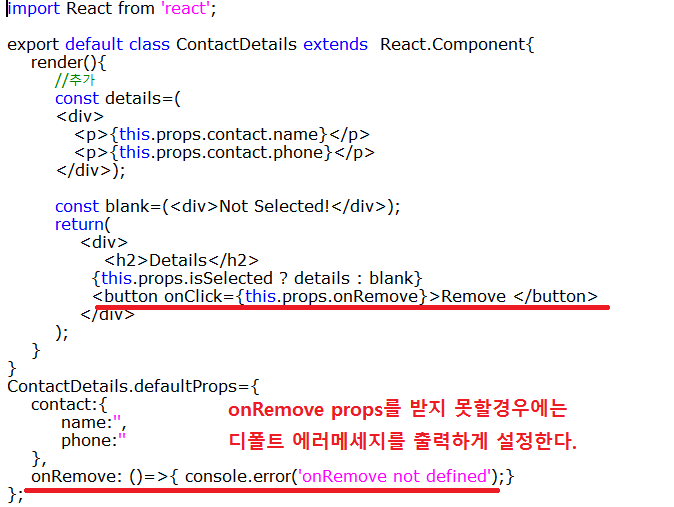 import React from 'react';
export default class ContactDetails extends  React.Component{
render(){
//추가
const details=(
<div>
<p>{this.props.contact.name}</p>
<p>{this.props.contact.phone}</p>
</div>);
const blank=(<div>Not Selected!</div>);
return(
<div>
<h2>Details</h2>
{this.props.isSelected ? details : blank}
<button onClick={this.props.onRemove}>Remove </button>
</div>
);
}
}
ContactDetails.defaultProps={
contact:{
name:'',
phone:''
},
onRemove: ()=>{ console.error('onRemove not defined');}
};
onRemove props를 받지 못할경우에는
디폴트 에러메세지를 출력하게 설정한다.